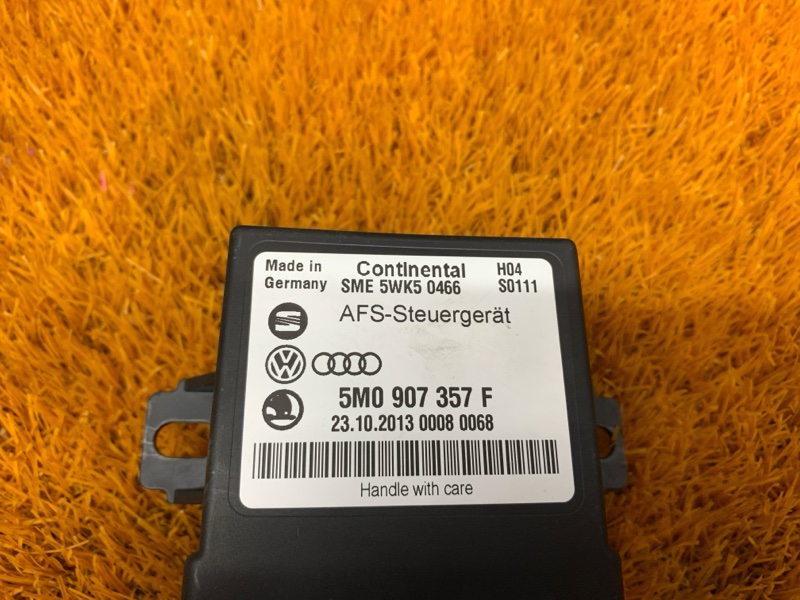 Made in Continental H04
Germany SME 5WK5 0466 S0111
AFS-Steuergerät
5M0 907 357 F
23.10.2013 0008 0068
Handle with care